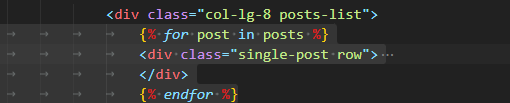 <div class="col-lg-8 posts-list">
{% for post in posts %}
<div class="single-post row">…
</div>
{% endfor %}